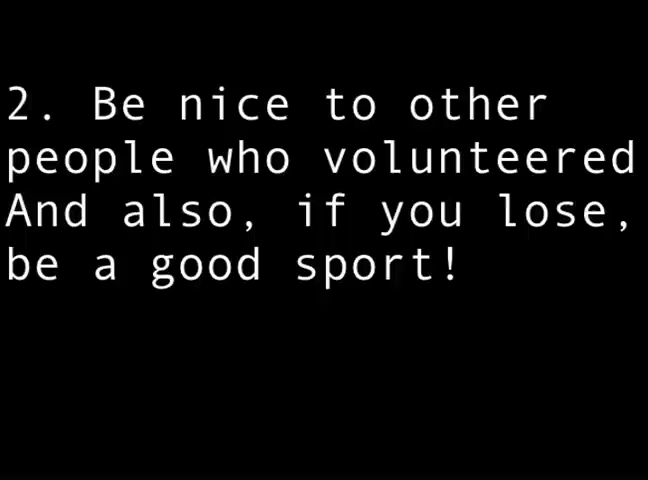 2. Be nice to other
people who volunteered
And also, if you lose,
be a good sport!